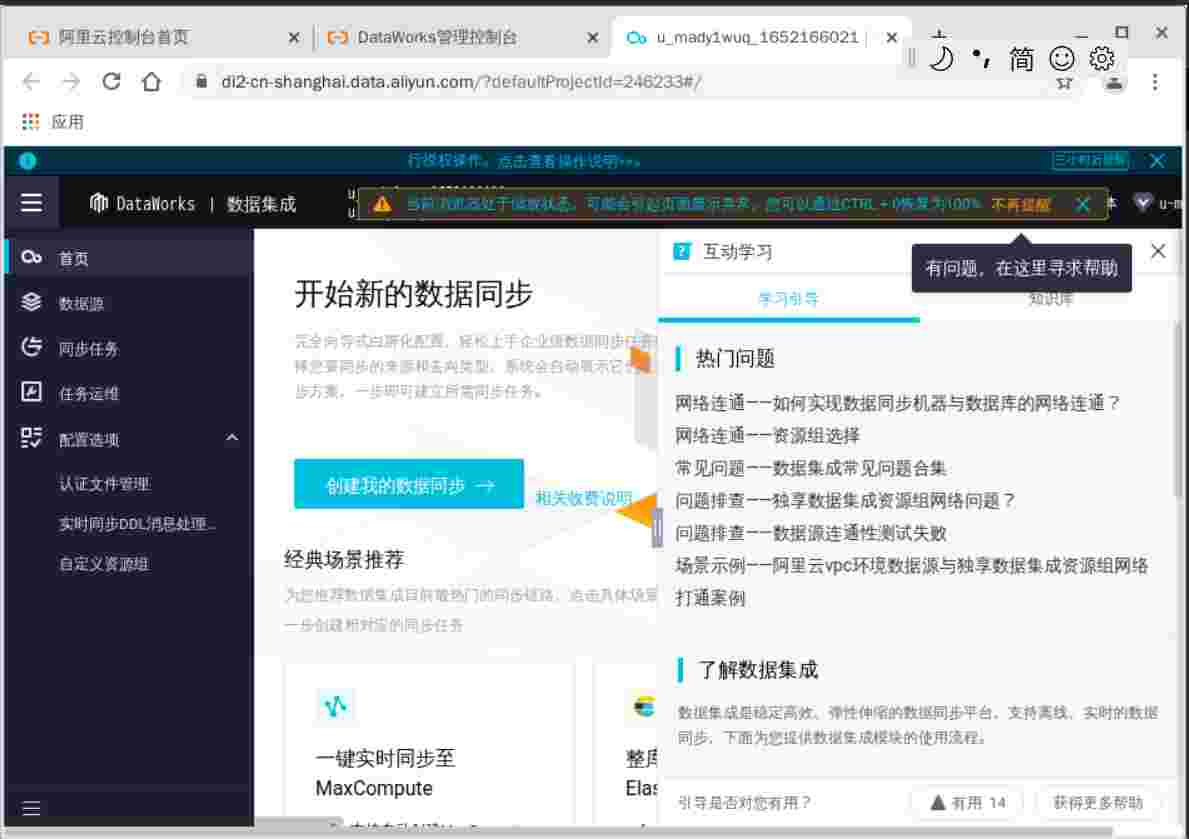 阿里云控制台首页
DataWorks管理控制台
u_mady1wuq_1652166021
简
di2-cn-shanghai.data.aliyun.com/?defaultProjectId=246233#/
应用
行授权操作。点击查看操作说明>>>。
三小时后提醒
DataWorks | 数据集成
当前浏览器处于缩放状态，可能会引起页面展示异常，您可以通过CTRL + 0恢复为100% 不再提醒
本
u-m
首页
数据源
同步任务
任务运维
配置选项
认证文件管理
实时同步DDL消息处理...
自定义资源组
开始新的数据同步
完全向导式白屏化配置，轻松上手企业级数据同步任务
择您要同步的来源和去向类型，系统会自动展示它
步方案，一步即可建立所需同步任务。
创建我的数据同步 →
相关收费说明
经典场景推荐
为您推荐数据集成目前最热门的同步链路，点击具体场景
一步创建相对应的同步任务
一键实时同步至
MaxCompute
整库
Elas
互动学习
有问题，在这里寻求帮助
学习引导
知识库
热门问题
网络连通——如何实现数据同步机器与数据库的网络连通？
网络连通——资源组选择
常见问题——数据集成常见问题合集
问题排查——独享数据集成资源组网络问题？
问题排查——数据源连通性测试失败
场景示例——阿里云vpc环境数据源与独享数据集成资源组网络
打通案例
了解数据集成
数据集成是稳定高效、弹性伸缩的数据同步平台，支持离线、实时的数据
同步，下面为您提供数据集成模块的使用流程。
引导是否对您有用？
有用 14
获得更多帮助